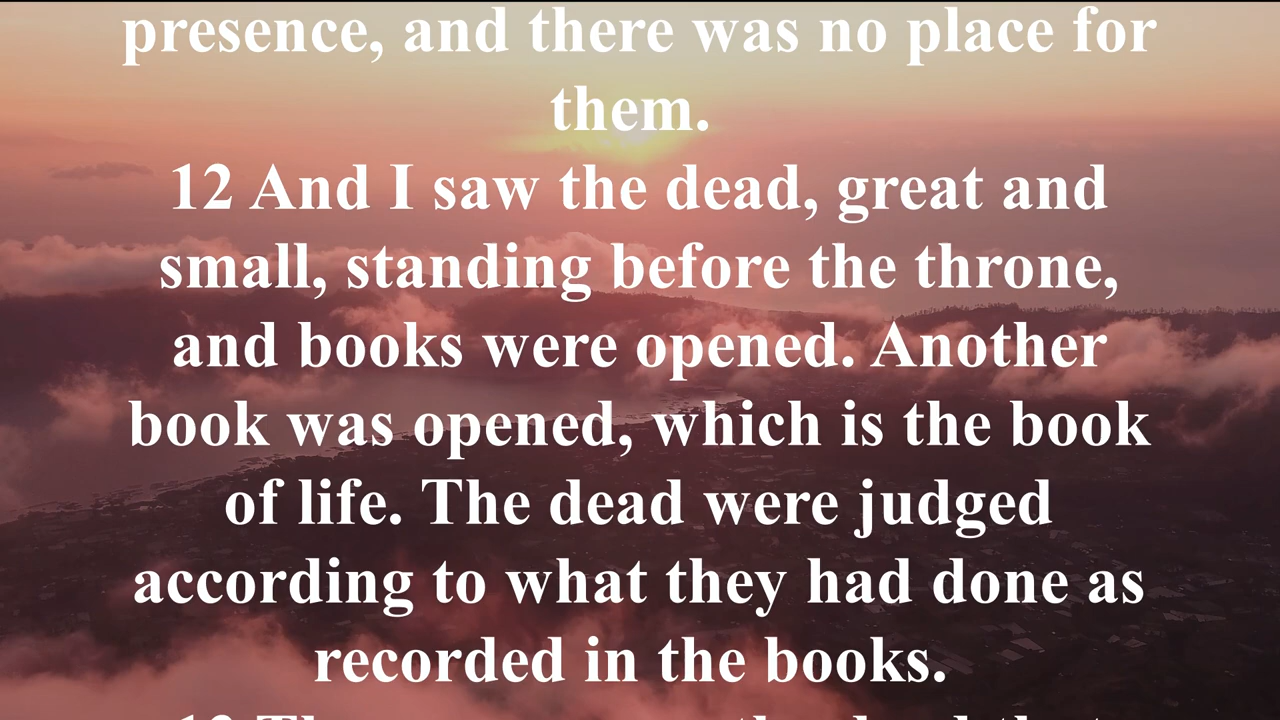 presence, and there was no place for
them.
12 And I saw the dead, great and
small, standing before the throne,
and books were opened. Another
book was opened, which is the book
of life. The dead were judged
according to what they had done as
recorded in the books.